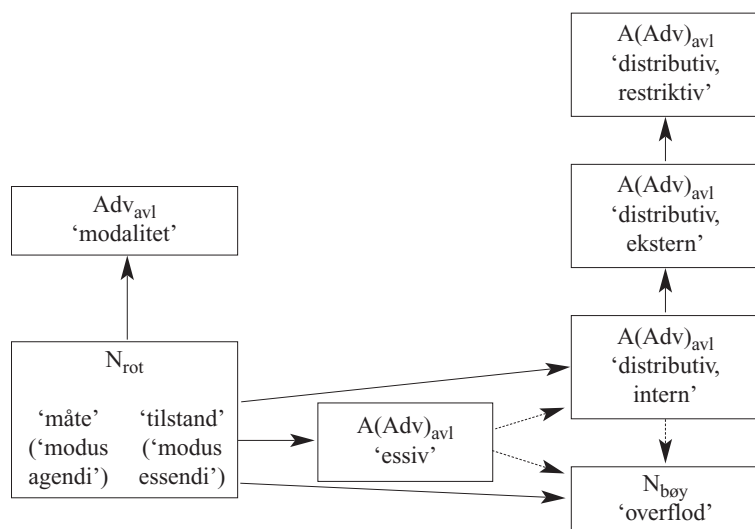 A(Adv)avl
‘distributiv,
restriktiv’
Advavl
‘modalitet’
A(Adv)avl
‘distributiv,
ekstern’
Nrot
‘måte’ ‘tilstand’
(‘modus (‘modus
agendi’) essendi’)
A(Adv)avl
‘essiv’
A(Adv)avl
‘distributiv,
intern’
Nbøy
‘overflod’